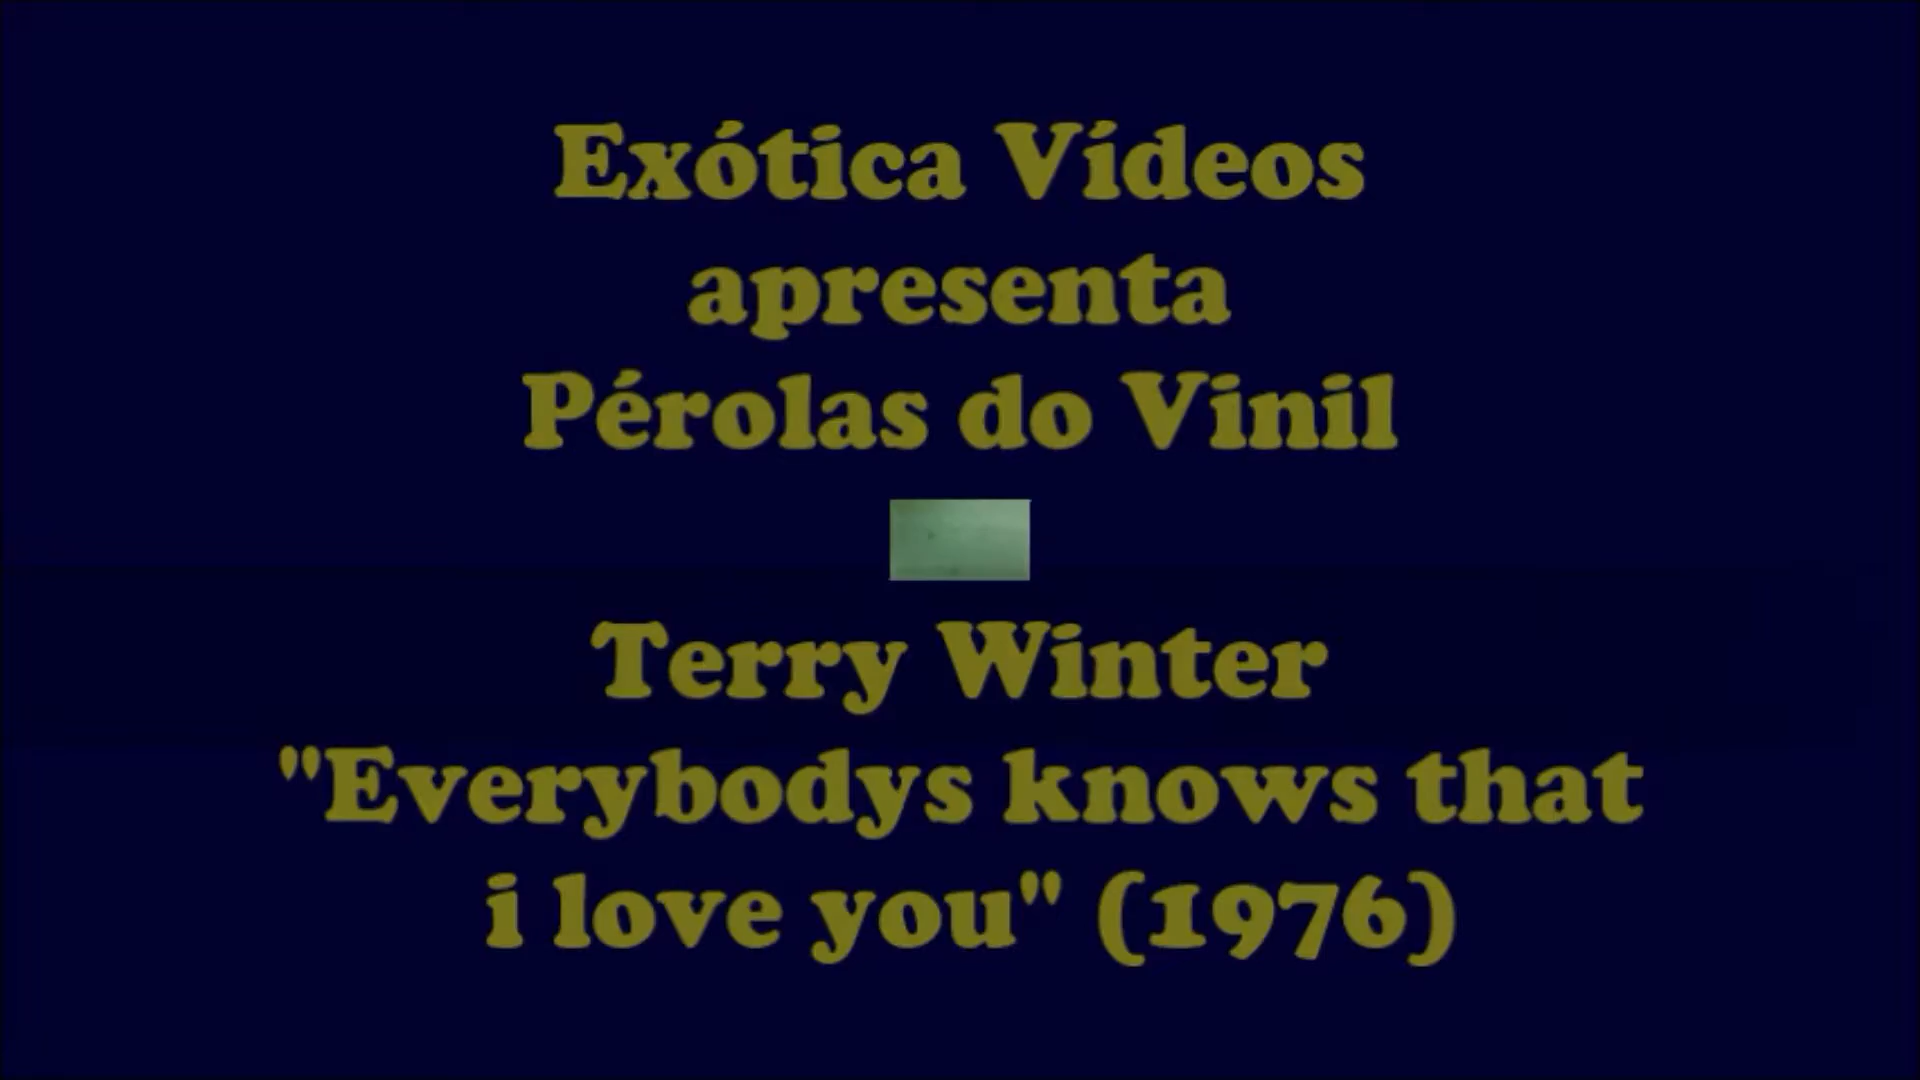 Exótica Vídeos
apresenta
Pérolas do Vinil
Terry Winter
"Everybodys knows that
i love you" (1976)